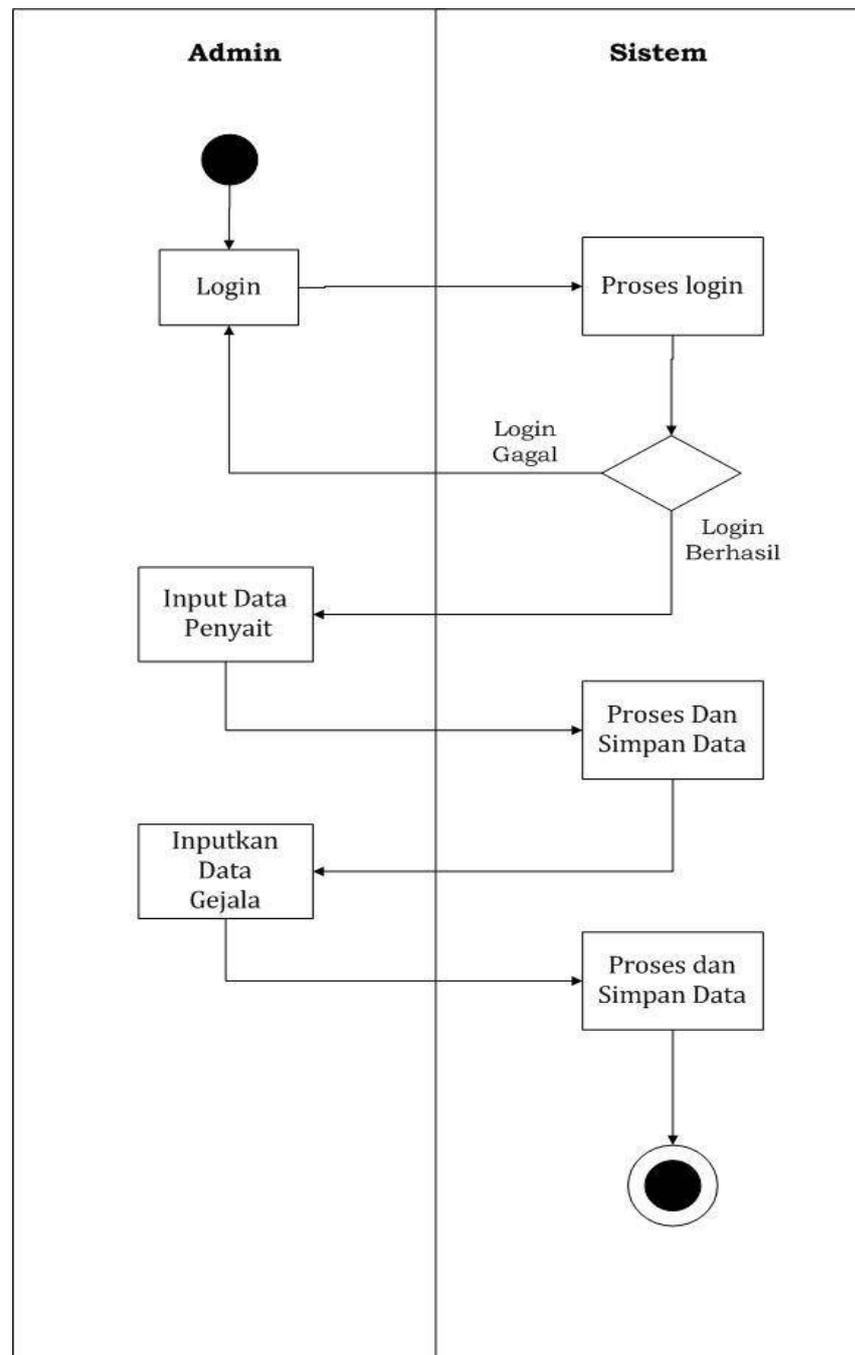 Admin
Sistem
Login
Proses login
Login
Gagal
Login
Berhasil
Input Data
Penyait
Proses Dan
Simpan Data
Inputkan
Data
Gejala
Proses dan
Simpan Data